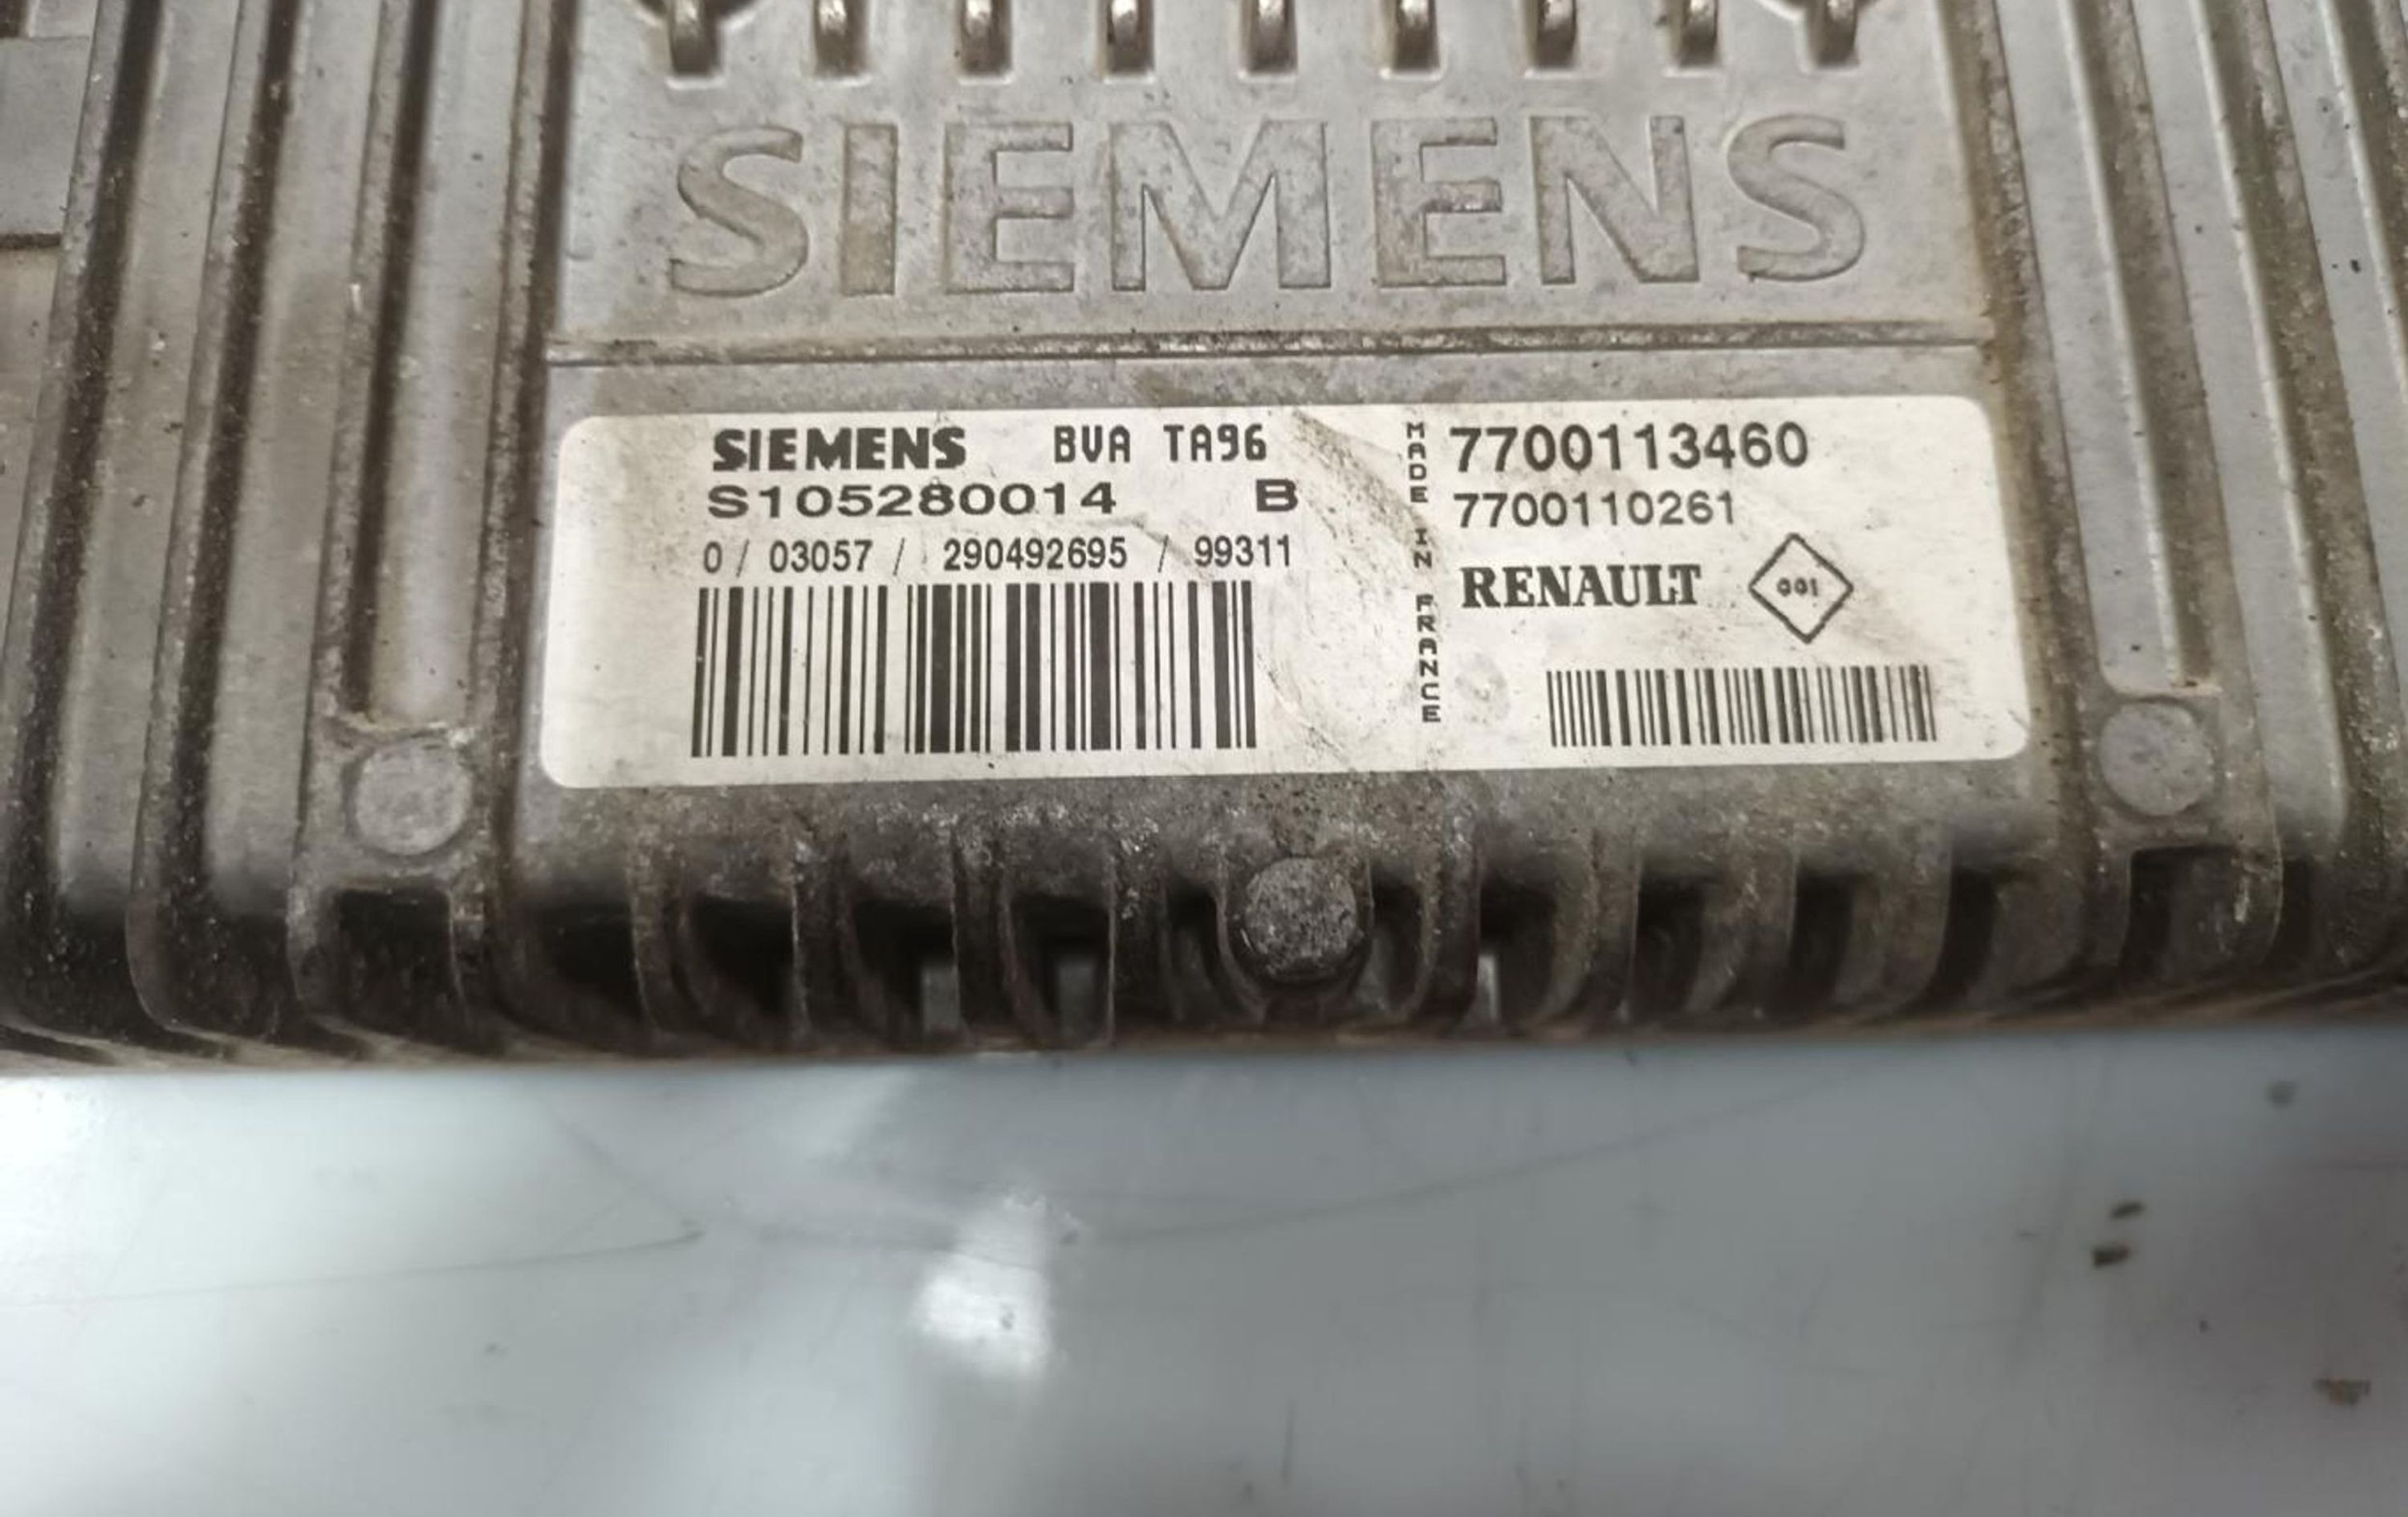 SIEMENS
SIEMENS BVA TA96
S105280014 B
0 / 03057 / 290492695 / 99311
MADE IN FRANCE
7700113460
7700110261
RENAULT 001